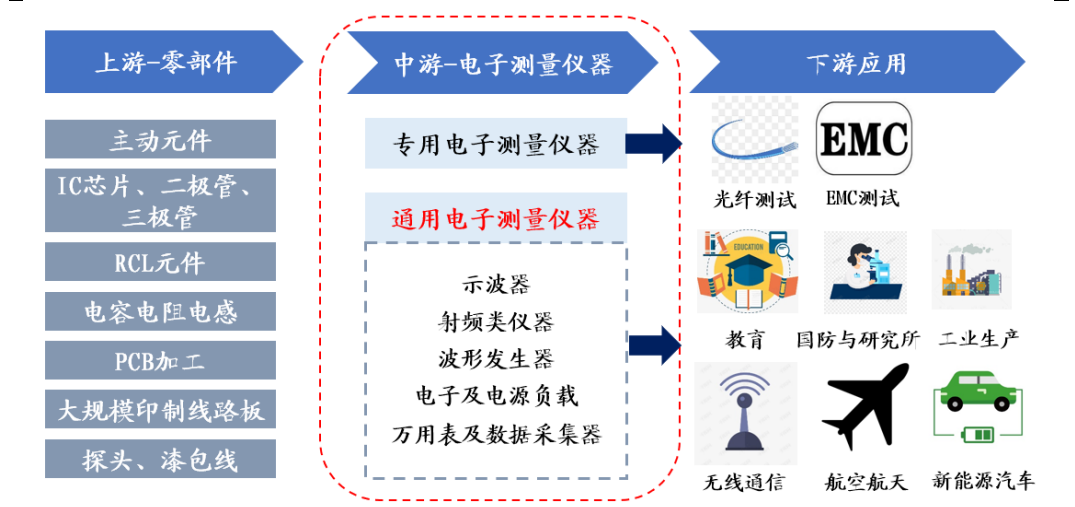 上游-零部件
中游-电子测量仪器
下游应用
主动元件
IC芯片、二极管、
三极管
RCL元件
电容电阻电感
PCB加工
大规模印制线路板
探头、漆包线
专用电子测量仪器
通用电子测量仪器
示波器
射频类仪器
波形发生器
电子及电源负载
万用表及数据采集器
EMC
光纤测试
EMC测试
EDUCATION
教育
国防与研究所
工业生产
无线通信
航空航天
新能源汽车